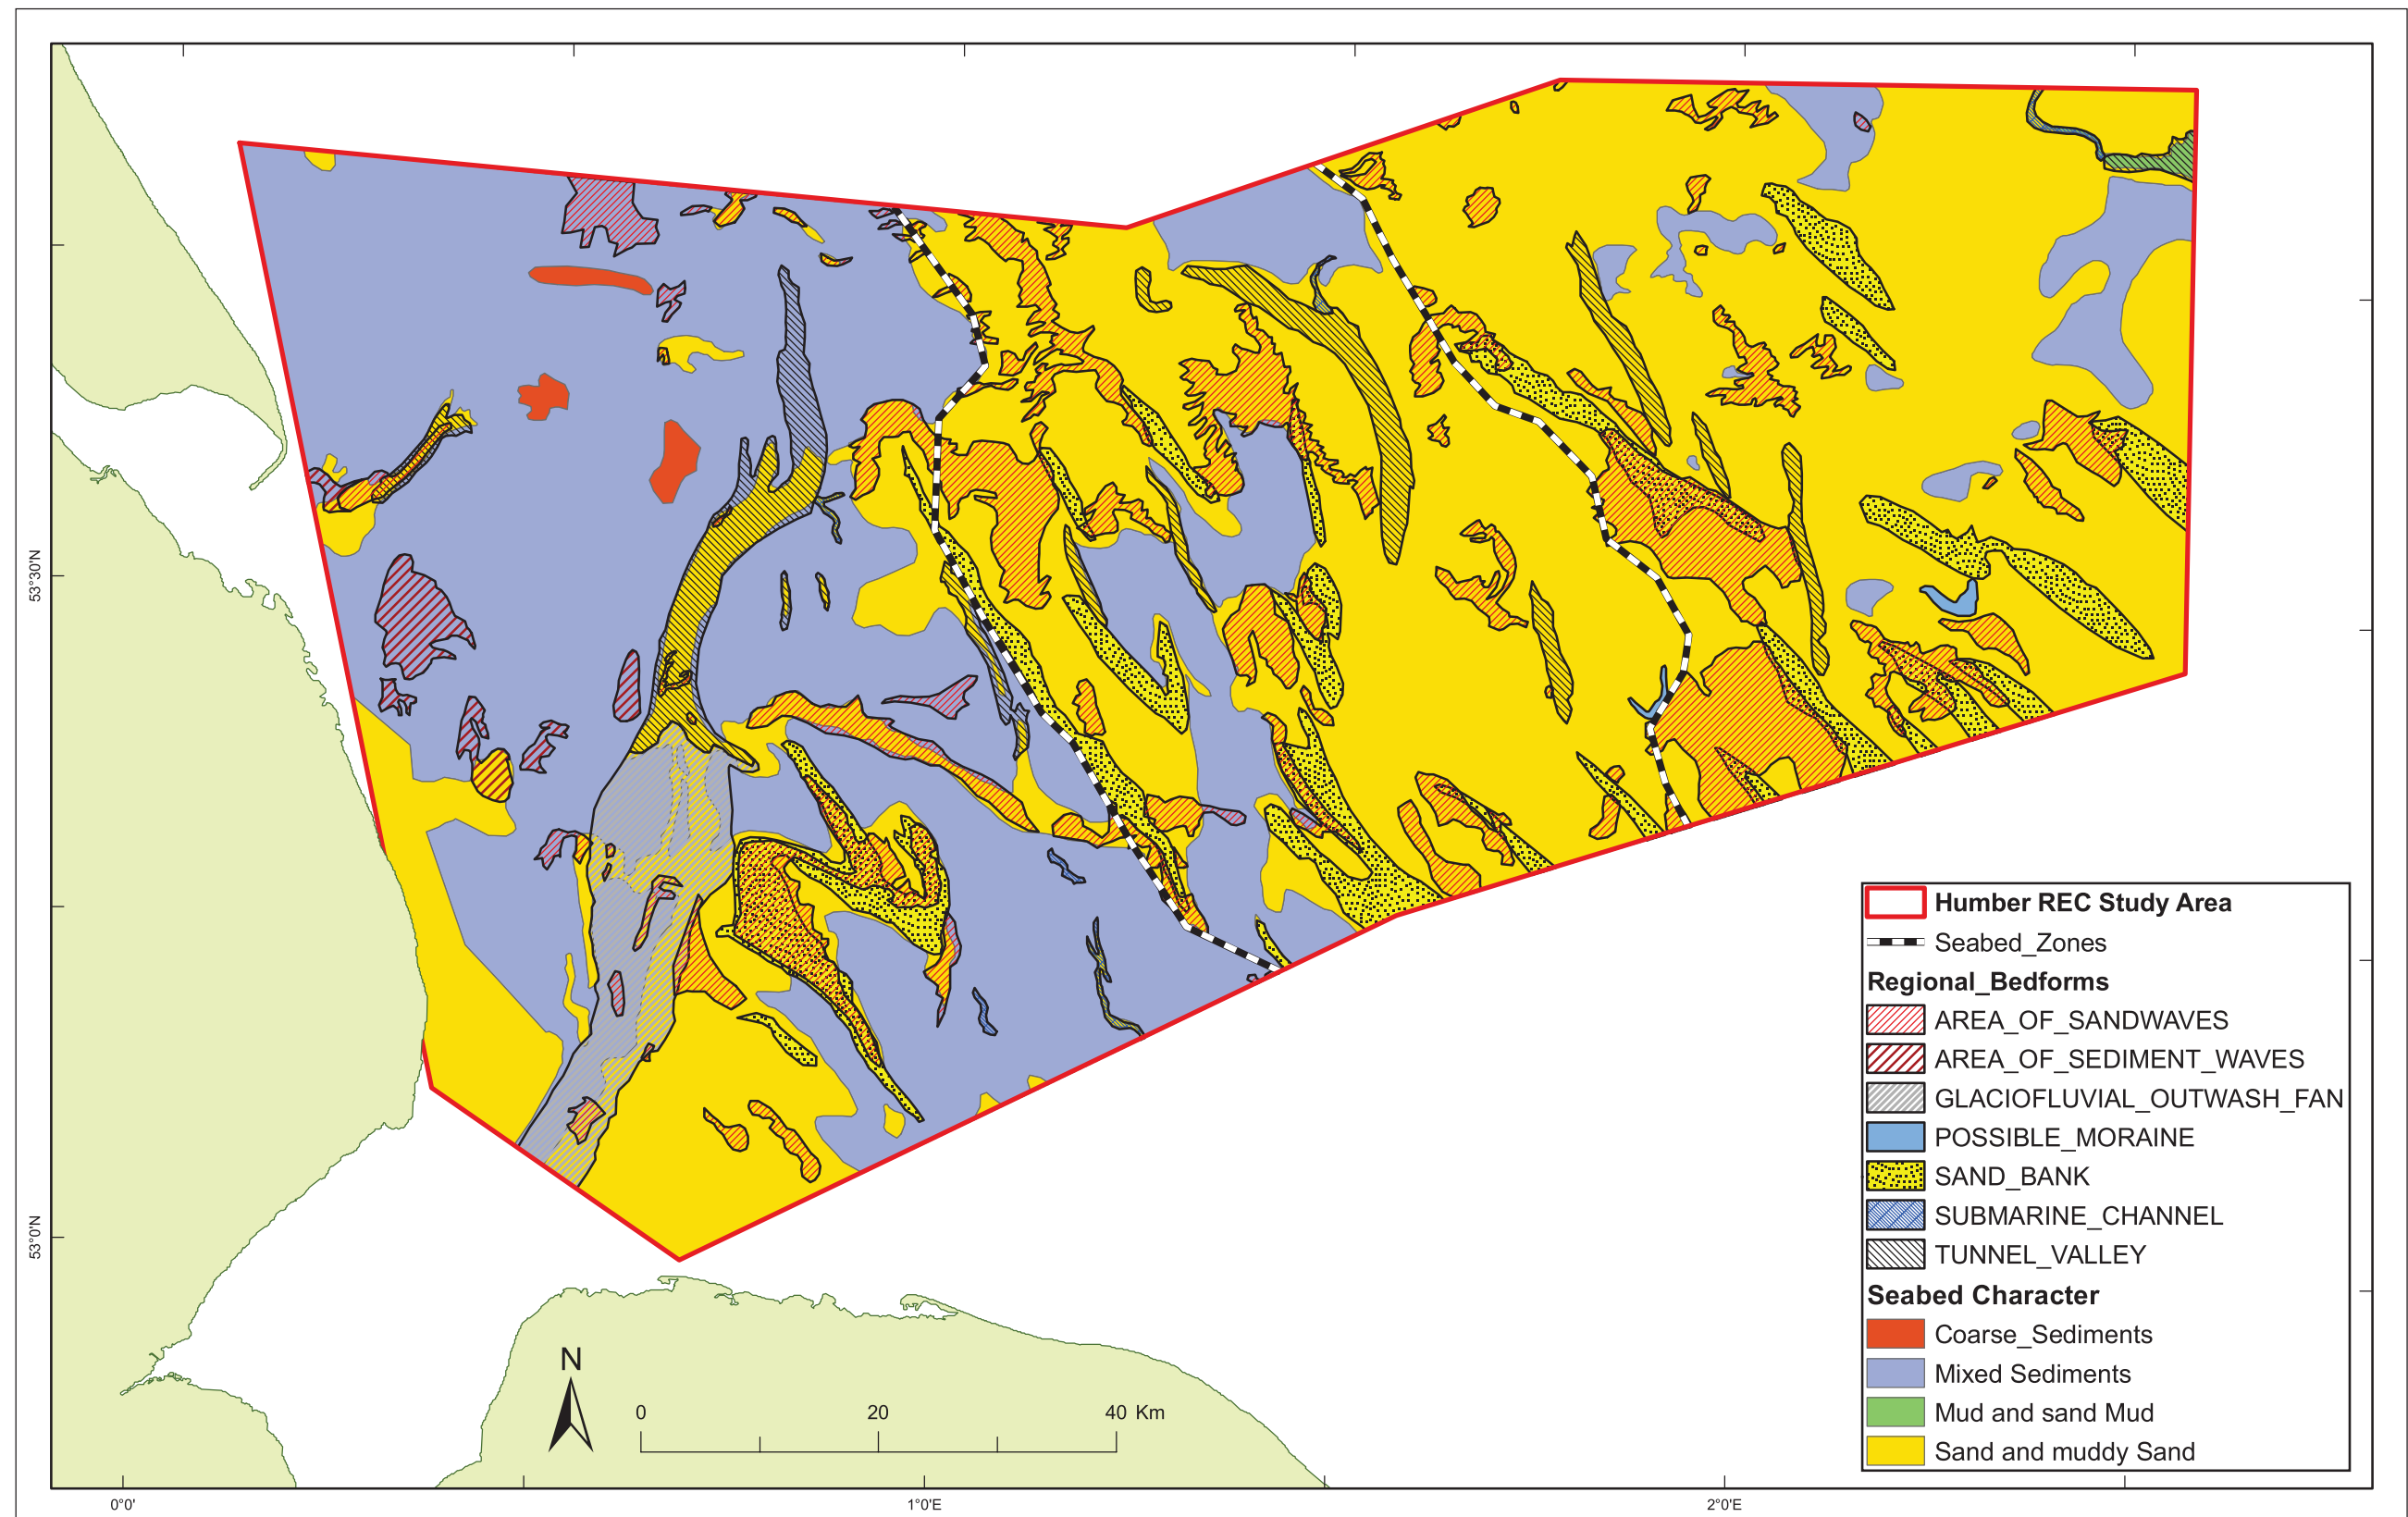 53°30'N
53°0'N
Humber REC Study Area
Seabed_Zones
Regional_Bedforms
AREA_OF_SANDWAVES
AREA_OF_SEDIMENT_WAVES
GLACIOFLUVIAL_OUTWASH_FAN
POSSIBLE_MORAINE
SAND_BANK
SUBMARINE_CHANNEL
TUNNEL_VALLEY
Seabed Character
Coarse_Sediments
Mixed Sediments
Mud and sand Mud
Sand and muddy Sand
N
0 20 40 Km
0°0' 1°0'E 2°0'E